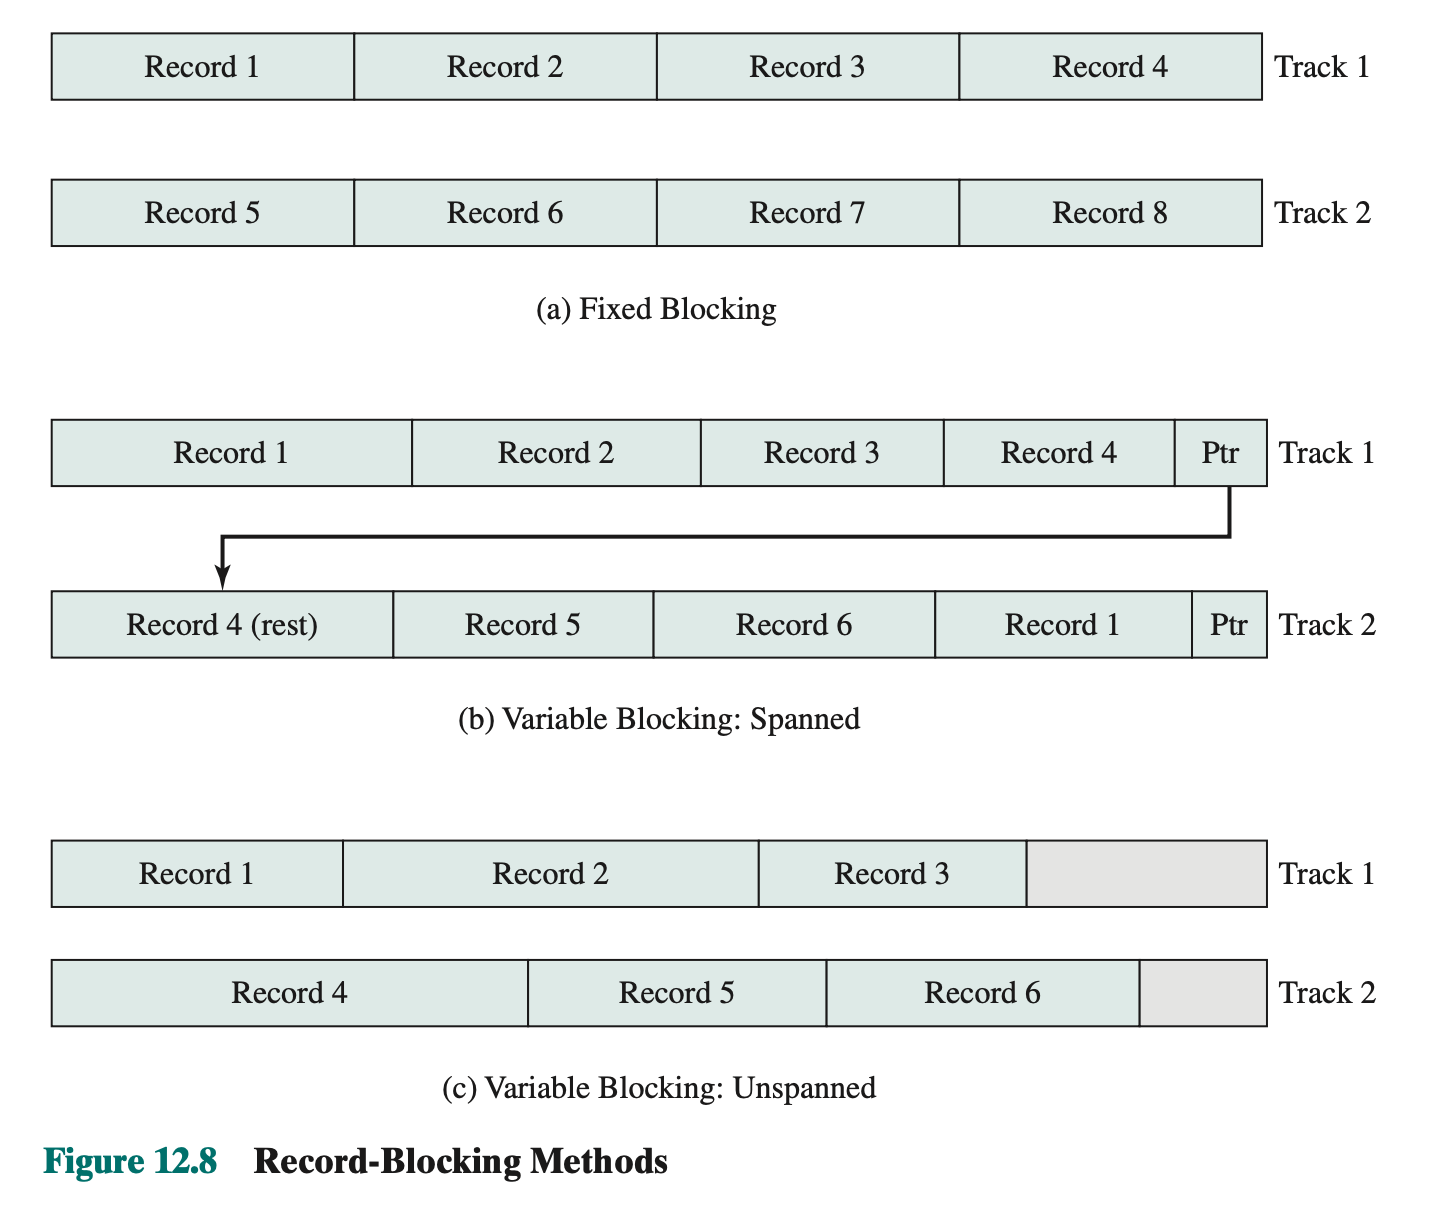 Record 1 Record 2 Record 3 Record 4 Track 1
Record 5 Record 6 Record 7 Record 8 Track 2
(a) Fixed Blocking
Record 1 Record 2 Record 3 Record 4 Ptr Track 1
Record 4 (rest) Record 5 Record 6 Record 1 Ptr Track 2
(b) Variable Blocking: Spanned
Record 1 Record 2 Record 3 Track 1
Record 4 Record 5 Record 6 Track 2
(c) Variable Blocking: Unspanned
Figure 12.8 Record-Blocking Methods